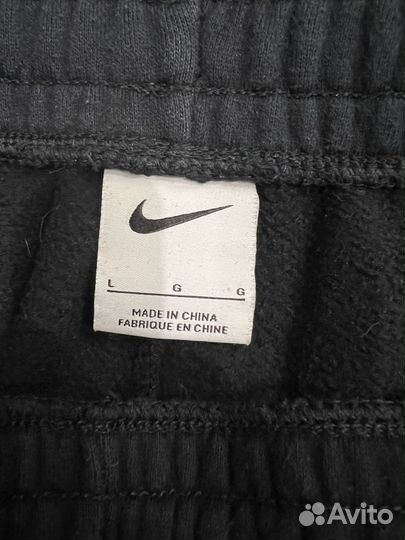 L G G
MADE IN CHINA
FABRIQUE EN CHINE
Avito